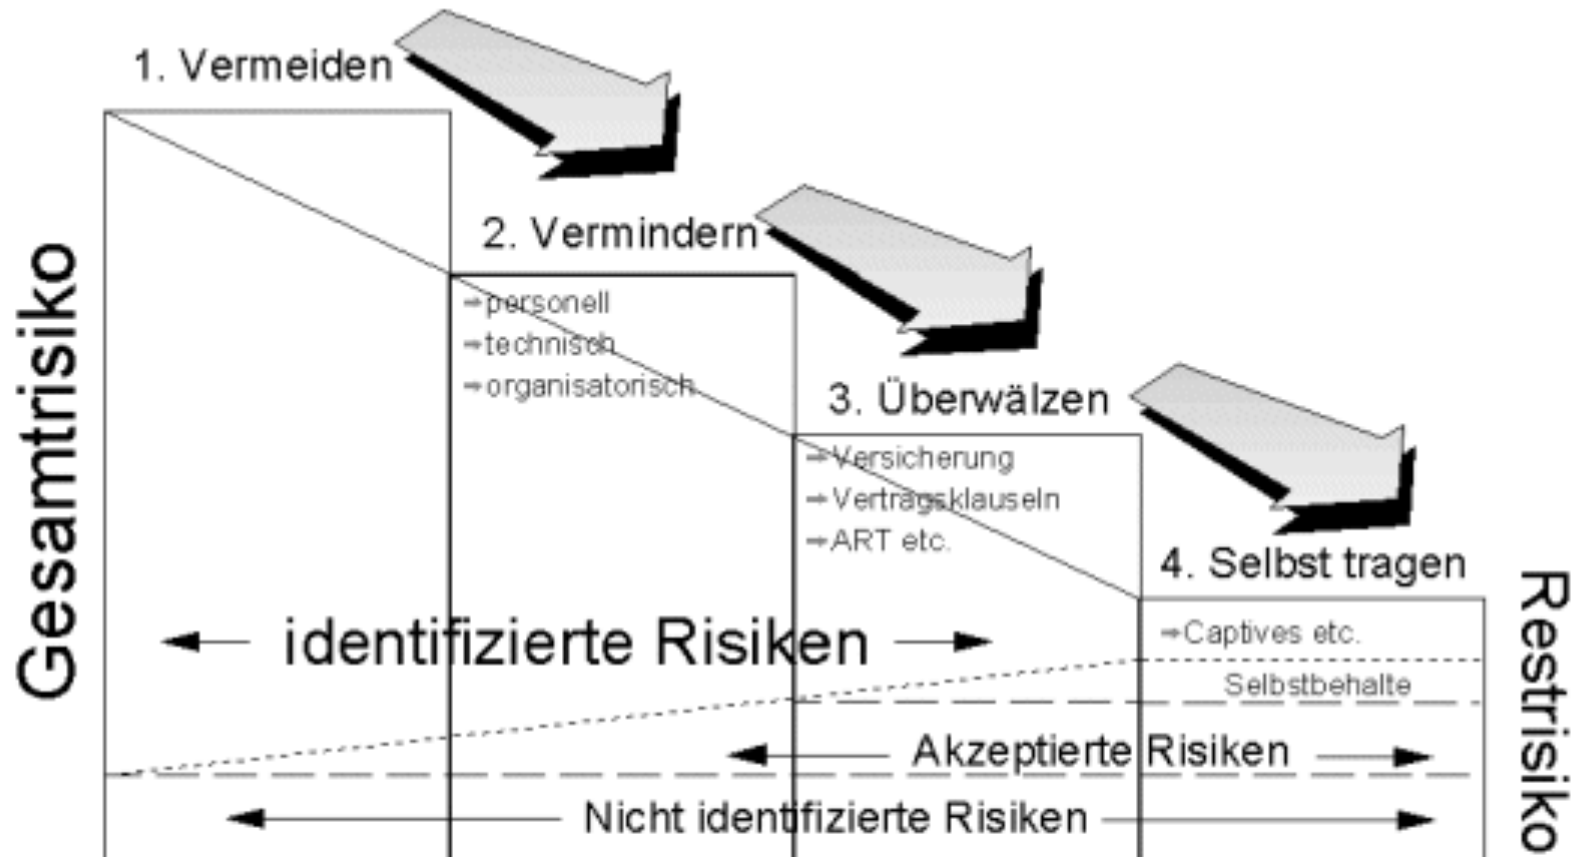 1. Vermeiden
2. Vermindern
⇒personell
⇒technisch
⇒organisatorisch
3. Überwälzen
⇒Versicherung
⇒Vertragsklauseln
⇒ART etc.
4. Selbst tragen
⇒Captives etc.
Selbstbehalte
Gesamtrisiko
identifizierte Risiken
Akzeptierte Risiken
Nicht identifizierte Risiken
Restrisiko